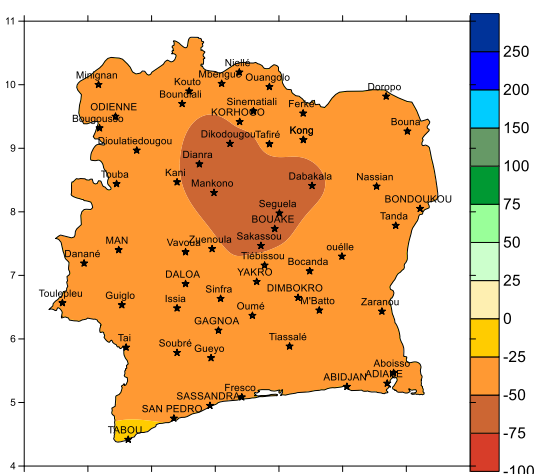 11
Niellé
Minignan
Kouto
Mbengué
Ouangolo
10
Doropo
Boundiali
Sinematiali
ODIENNE
Ferké
KORHOGO
Bougousso
Bouna
Kong
Dikodougou
Tafiré
Dioulatiedougou
9
Dianra
Touba
Kani
Dabakala
Nassian
Mankono
BONDOUKOU
Seguela
8
Tanda
BOUAKE
MAN
Vavoua
Zuenoula
Sakassou
ouélle
Danané
Tiébissou
Bocanda
7
DALOA
YAKRO
Toulepleu
Guiglo
Issia
Sinfra
DIMBOKRO
M'Batto
Zaranou
Oumé
GAGNOA
6
Tai
Soubré
Gueyo
Tiassalé
Aboisso
ABIDJAN
ADIAKE
Fresco
SASSANDRA
5
SAN PEDRO
TABOU
4
250
200
150
100
75
50
25
0
-25
-50
-75
-100